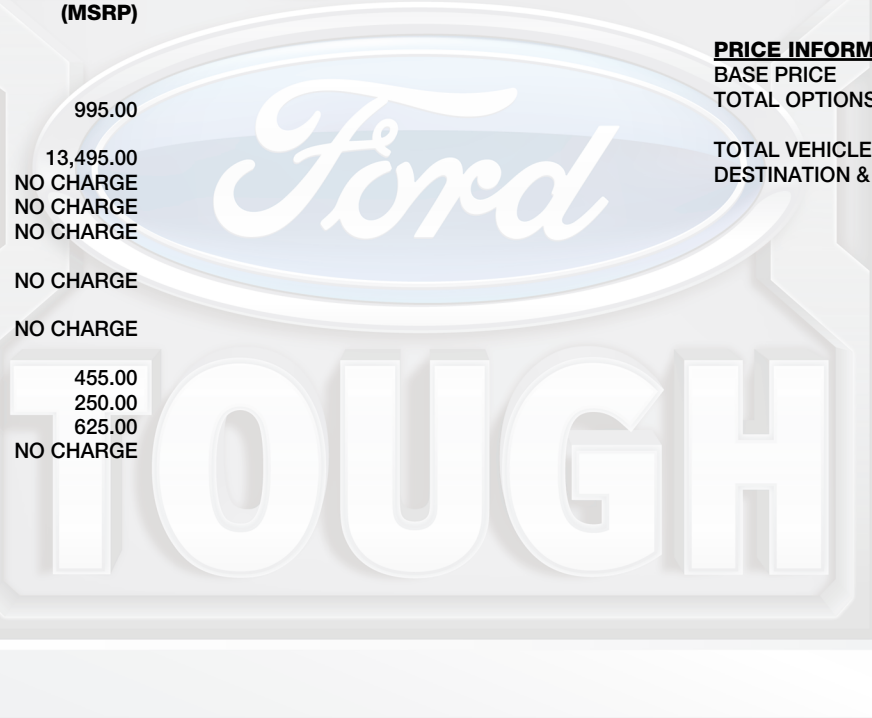 (MSRP)
995.00
13,495.00
NO CHARGE
NO CHARGE
NO CHARGE
NO CHARGE
NO CHARGE
455.00
250.00
625.00
NO CHARGE
PRICE INFORM
BASE PRICE
TOTAL OPTIONS
TOTAL VEHICLE
DESTINATION &
Ford
TOUGH